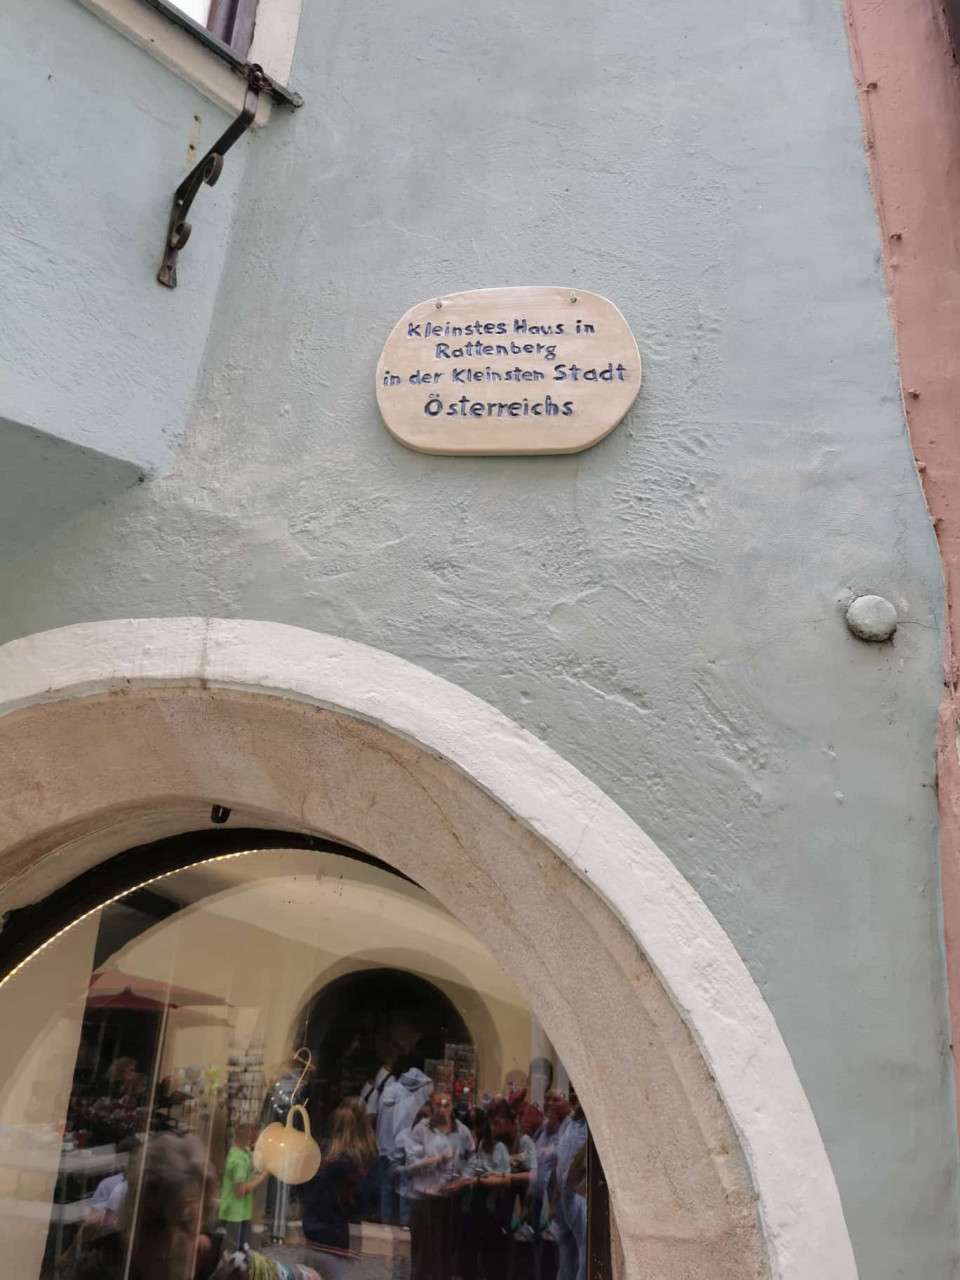 Kleinstes Haus in
Rattenberg
in der Kleinsten Stadt
Österreichs